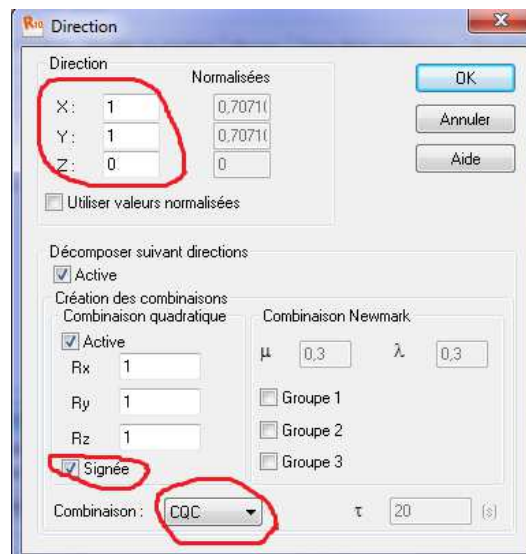 Direction
Direction
Normalisées
X: 1 0,7071(
Y: 1 0,7071(
Z: 0 0
Utiliser valeurs normalisées
OK
Annuler
Aide
Décomposer suivant directions
Active
Création des combinaisons
Combinaison quadratique
Active
Rx 1
Ry 1
Rz 1
Signée
Combinaison Newmark
μ 0,3 λ 0,3
Groupe 1
Groupe 2
Groupe 3
Combinaison : CQC τ 20 (s)